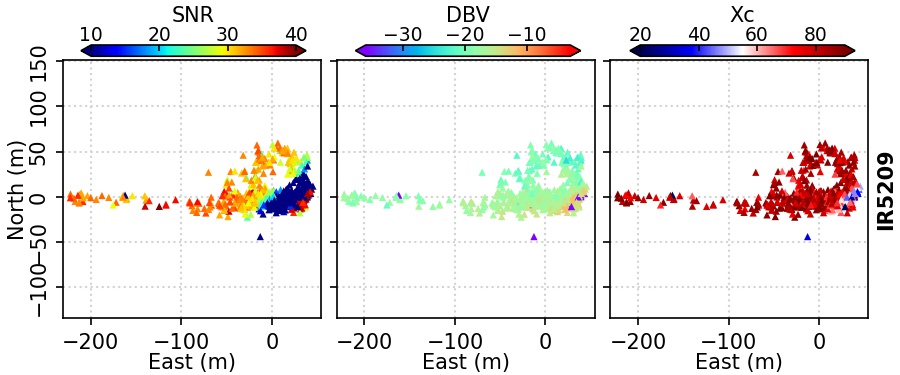 SNR DBV Xc
10 20 30 40 −30 −20 −10 20 40 60 80
150
100
50
0
−50
−100
North (m)
IR5209
−200 −100 0 −200 −100 0 −200 −100 0
East (m) East (m) East (m)